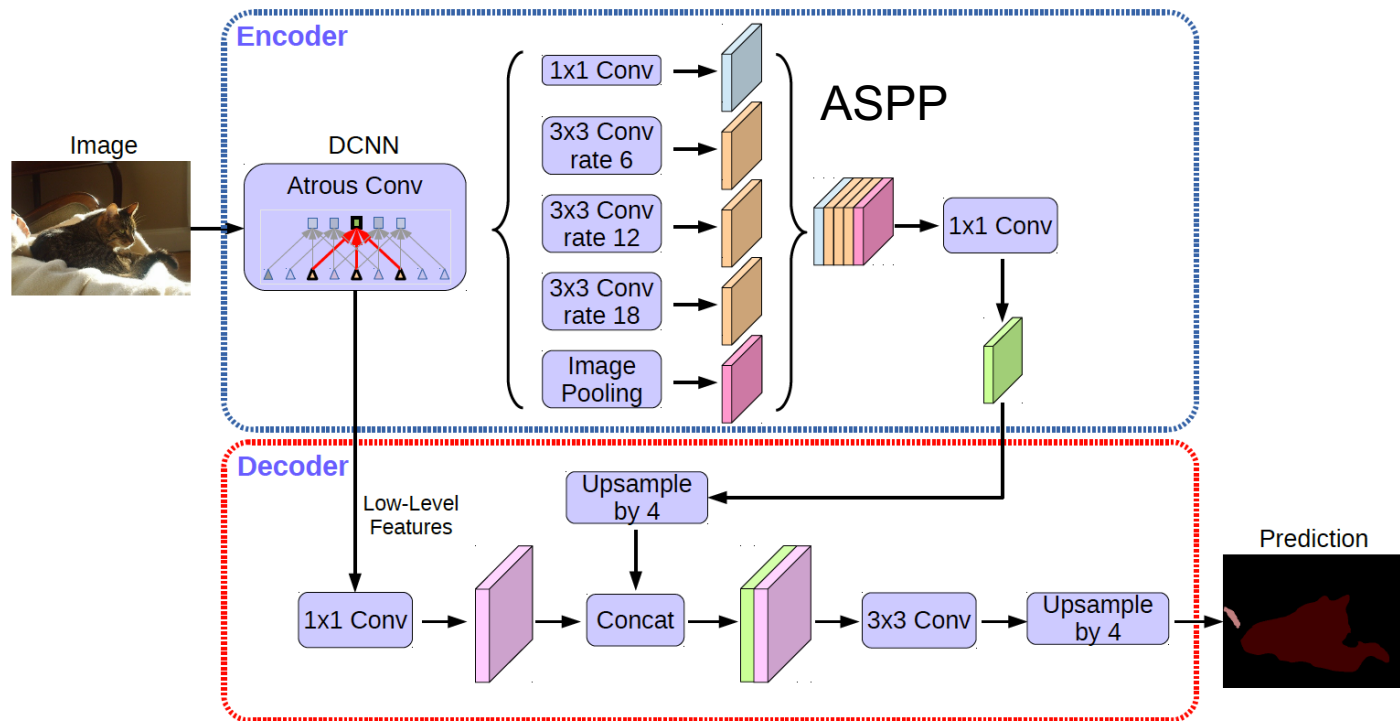 Encoder
1x1 Conv
ASPP
3x3 Conv
rate 6
Image
DCNN
Atrous Conv
3x3 Conv
rate 12
1x1 Conv
3x3 Conv
rate 18
Image
Pooling
Decoder
Upsample
by 4
Low-Level
Features
Prediction
1x1 Conv
Concat
3x3 Conv
Upsample
by 4